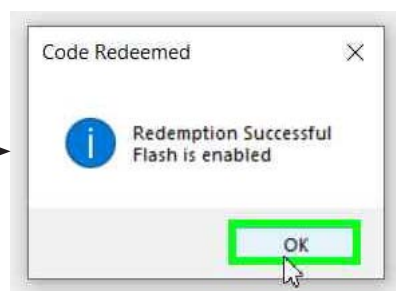 Code Redeemed
Redemption Successful
Flash is enabled
OK